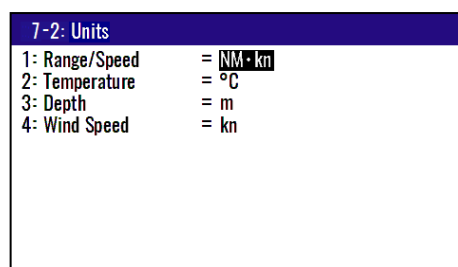 7-2: Units
1: Range/Speed = NM•kn
2: Temperature = °C
3: Depth = m
4: Wind Speed = kn